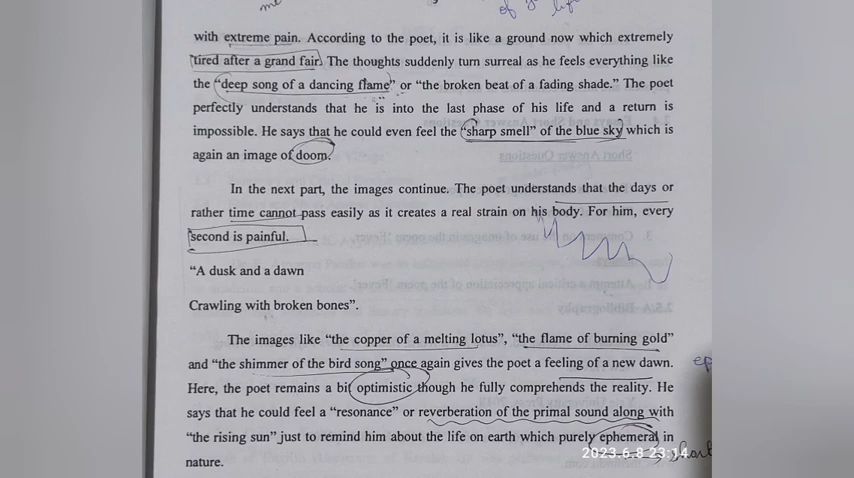 me
of life
with extreme pain. According to the poet, it is like a ground now which extremely
tired after a grand fair. The thoughts suddenly turn surreal as he feels everything like
the “deep song of a dancing flame” or “the broken beat of a fading shade.” The poet
perfectly understands that he is into the last phase of his life and a return is
impossible. He says that he could even feel the “sharp smell” of the blue sky which is
again an image of doom.
In the next part, the images continue. The poet understands that the days or
rather time cannot pass easily as it creates a real strain on his body. For him, every
second is painful.
“A dusk and a dawn
Crawling with broken bones”.
The images like “the copper of a melting lotus”, “the flame of burning gold”
and “the shimmer of the bird song” once again gives the poet a feeling of a new dawn.
Here, the poet remains a bit optimistic though he fully comprehends the reality. He
says that he could feel a “resonance” or reverberation of the primal sound along with
“the rising sun” just to remind him about the life on earth which purely ephemeral in
nature.
2023.6.8 23:14